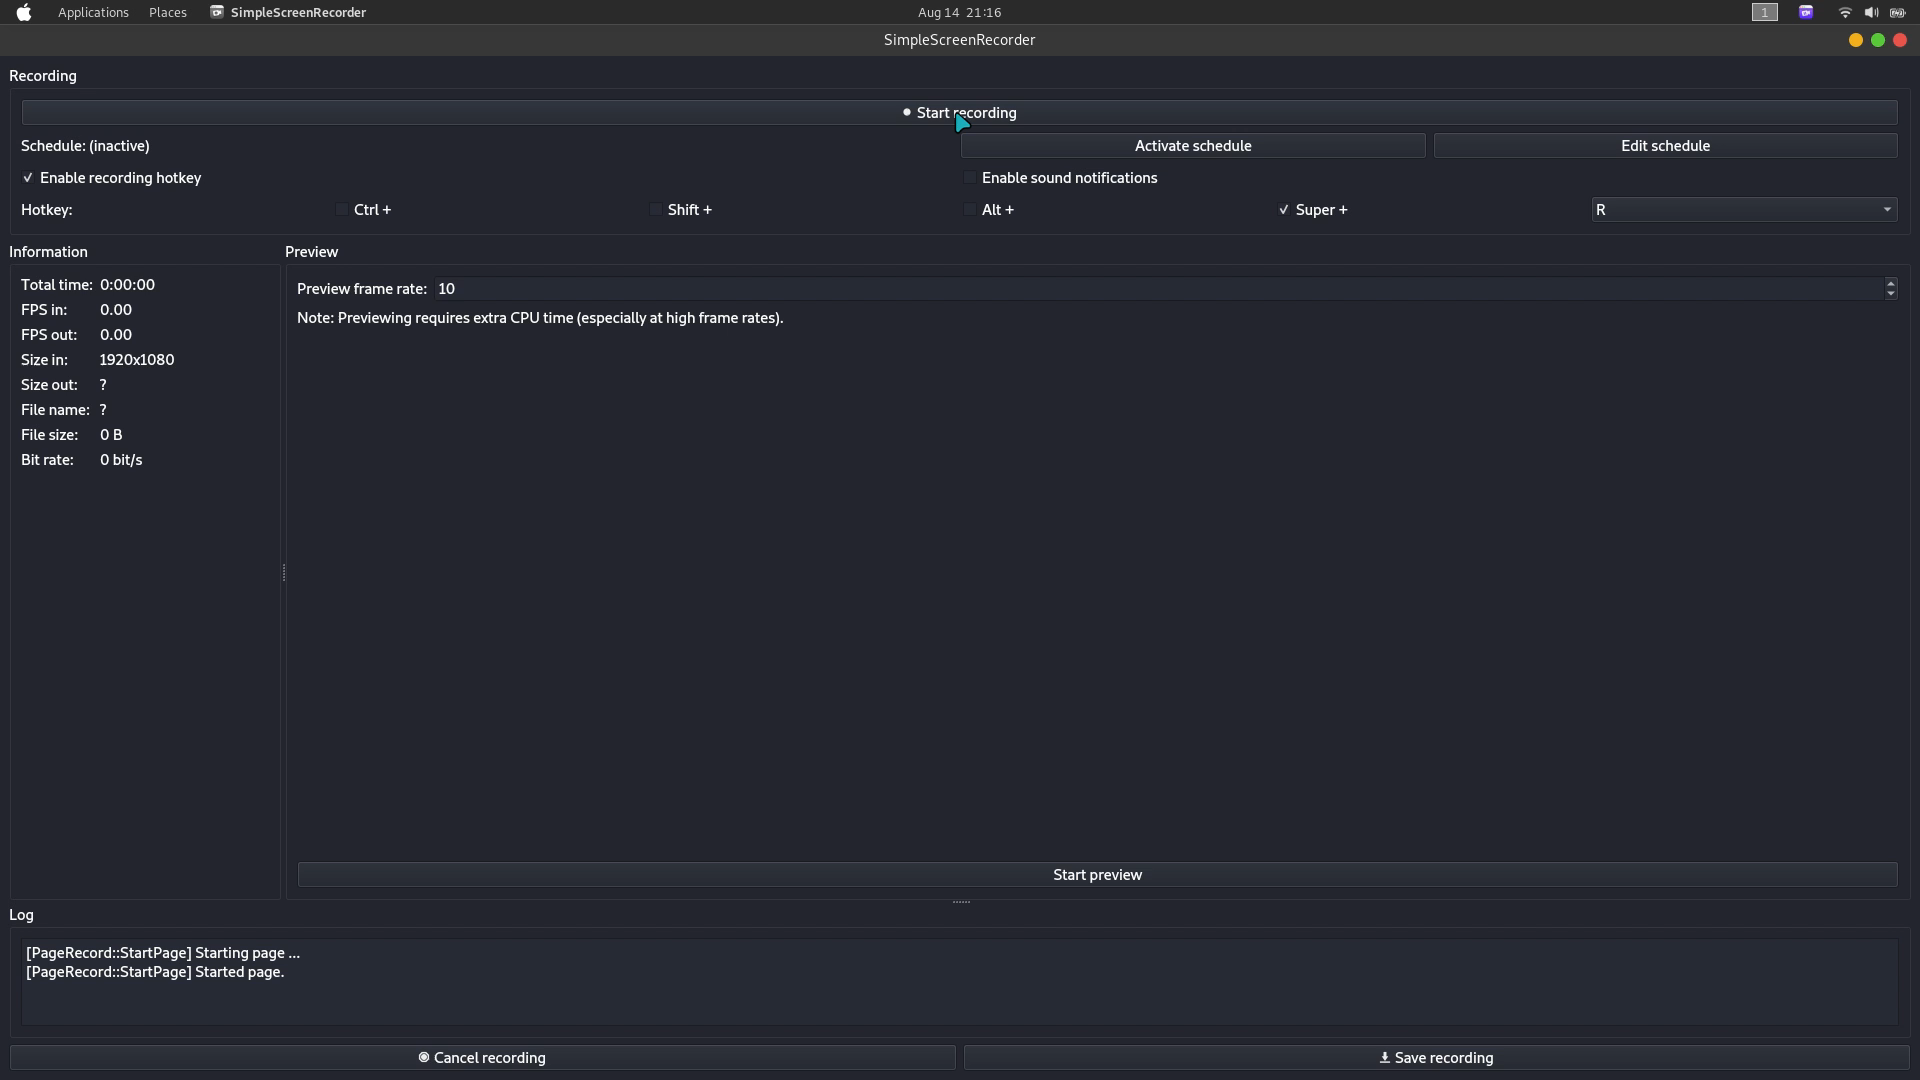 Applications Places SimpleScreenRecorder Aug 14 21:16 1
SimpleScreenRecorder
Recording
Start recording
Schedule: (inactive) Activate schedule Edit schedule
Enable recording hotkey Enable sound notifications
Hotkey: Ctrl + Shift + Alt + Super + R
Information
Total time: 0:00:00
FPS in: 0.00
FPS out: 0.00
Size in: 1920x1080
Size out: ?
File name: ?
File size: 0 B
Bit rate: 0 bit/s
Preview
Preview frame rate: 10
Note: Previewing requires extra CPU time (especially at high frame rates).
Start preview
Log
[PageRecord::StartPage] Starting page ...
[PageRecord::StartPage] Started page.
Cancel recording Save recording